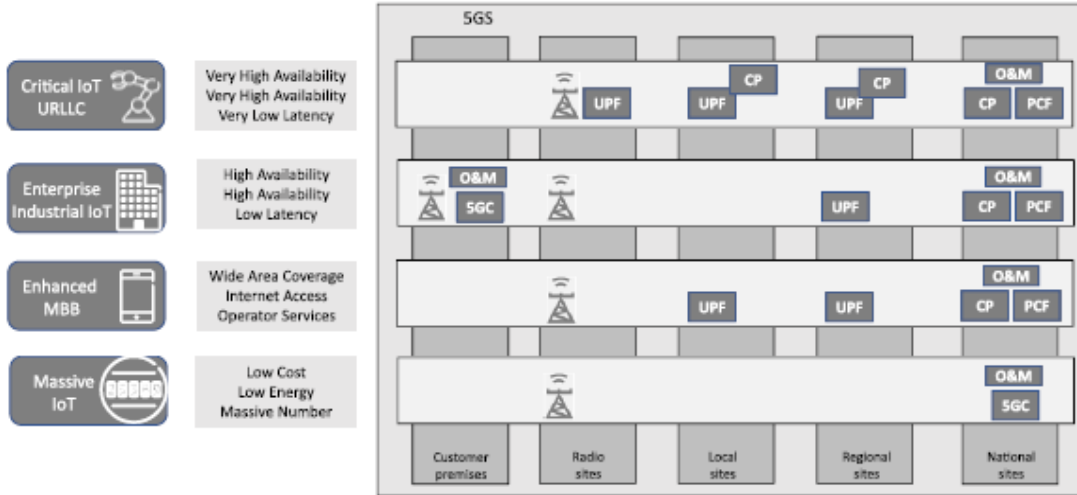 5GS
Critical IoT
URLLC
Very High Availability
Very High Availability
Very Low Latency
UPF
UPF
CP
UPF
CP
O&M
CP
PCF
Enterprise
Industrial IoT
High Availability
High Availability
Low Latency
O&M
5GC
UPF
O&M
CP
PCF
Enhanced
MBB
Wide Area Coverage
Internet Access
Operator Services
UPF
UPF
O&M
CP
PCF
Massive
IoT
Low Cost
Low Energy
Massive Number
O&M
5GC
Customer
premises
Radio
sites
Local
sites
Regional
sites
National
sites